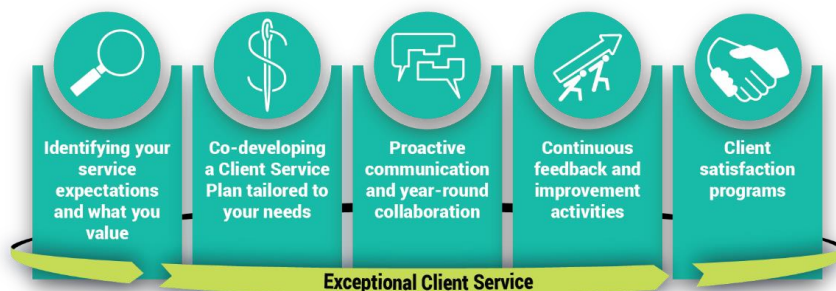 Identifying your
service
expectations
and what you
value
Co-developing
a Client Service
Plan tailored to
your needs
Proactive
communication
and year-round
collaboration
Continuous
feedback and
improvement
activities
Client
satisfaction
programs
Exceptional Client Service